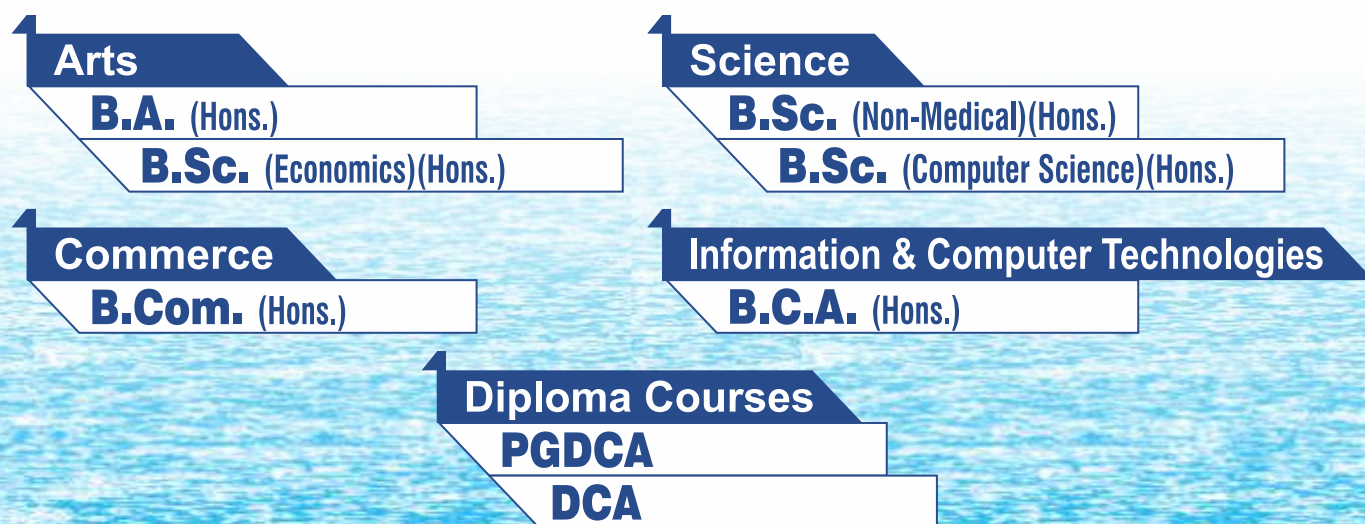 Arts
B.A. (Hons.)
B.Sc. (Economics)(Hons.)
Science
B.Sc. (Non-Medical)(Hons.)
B.Sc. (Computer Science)(Hons.)
Commerce
B.Com. (Hons.)
Information & Computer Technologies
B.C.A. (Hons.)
Diploma Courses
PGDCA
DCA